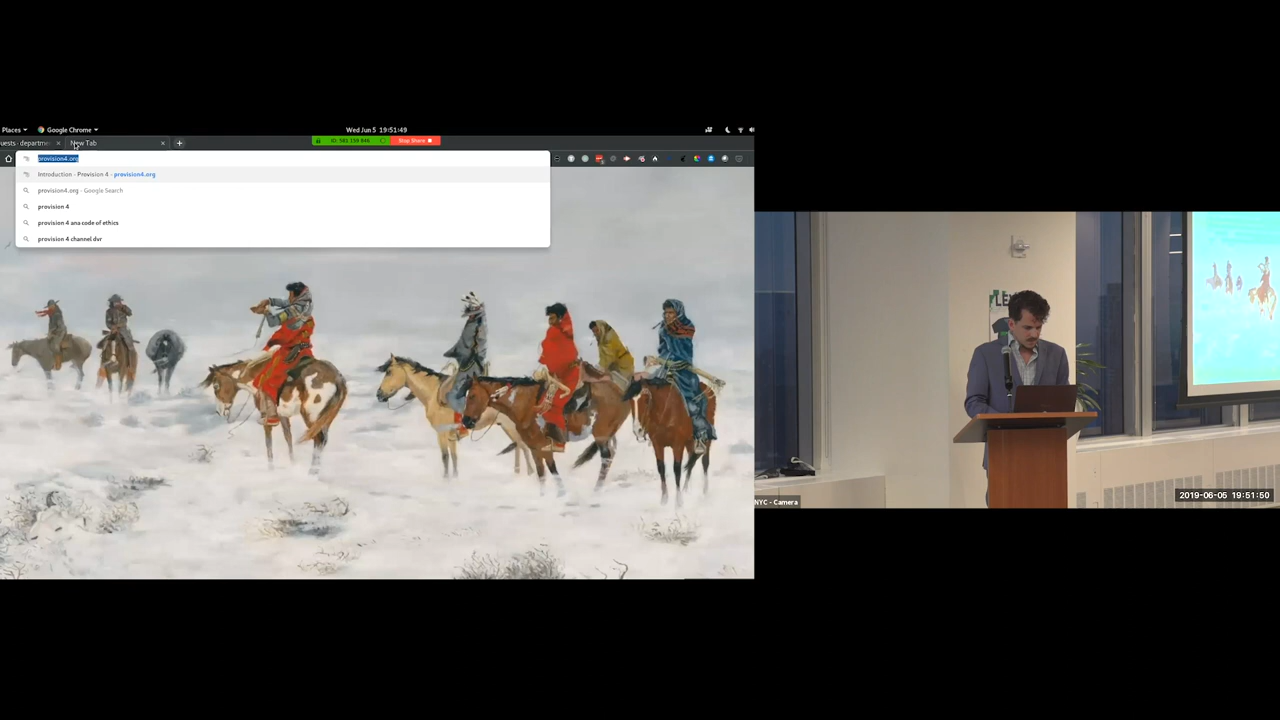 Places
Google Chrome
Wed Jun 5 19:51:49
uests - departmen
New Tab
Stop Share
provision4.org
Introduction - Provision 4 - provision4.org
provision4.org - Google Search
provision 4
provision 4 ana code of ethics
provision 4 channel dvr
NYC - Camera
2019-06-05 19:51:50